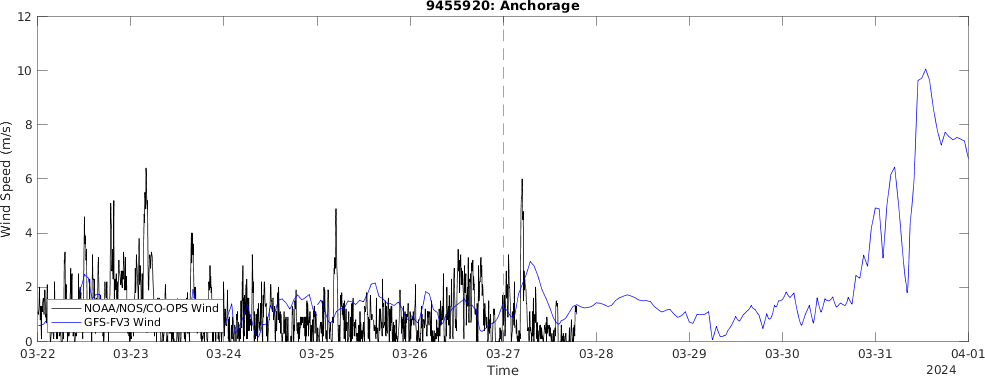 9455920: Anchorage
12
10
8
6
4
2
0
Wind Speed (m/s)
NOAA/NOS/CO-OPS Wind
GFS-FV3 Wind
03-22 03-23 03-24 03-25 03-26 03-27 03-28 03-29 03-30 03-31 04-01
Time
2024